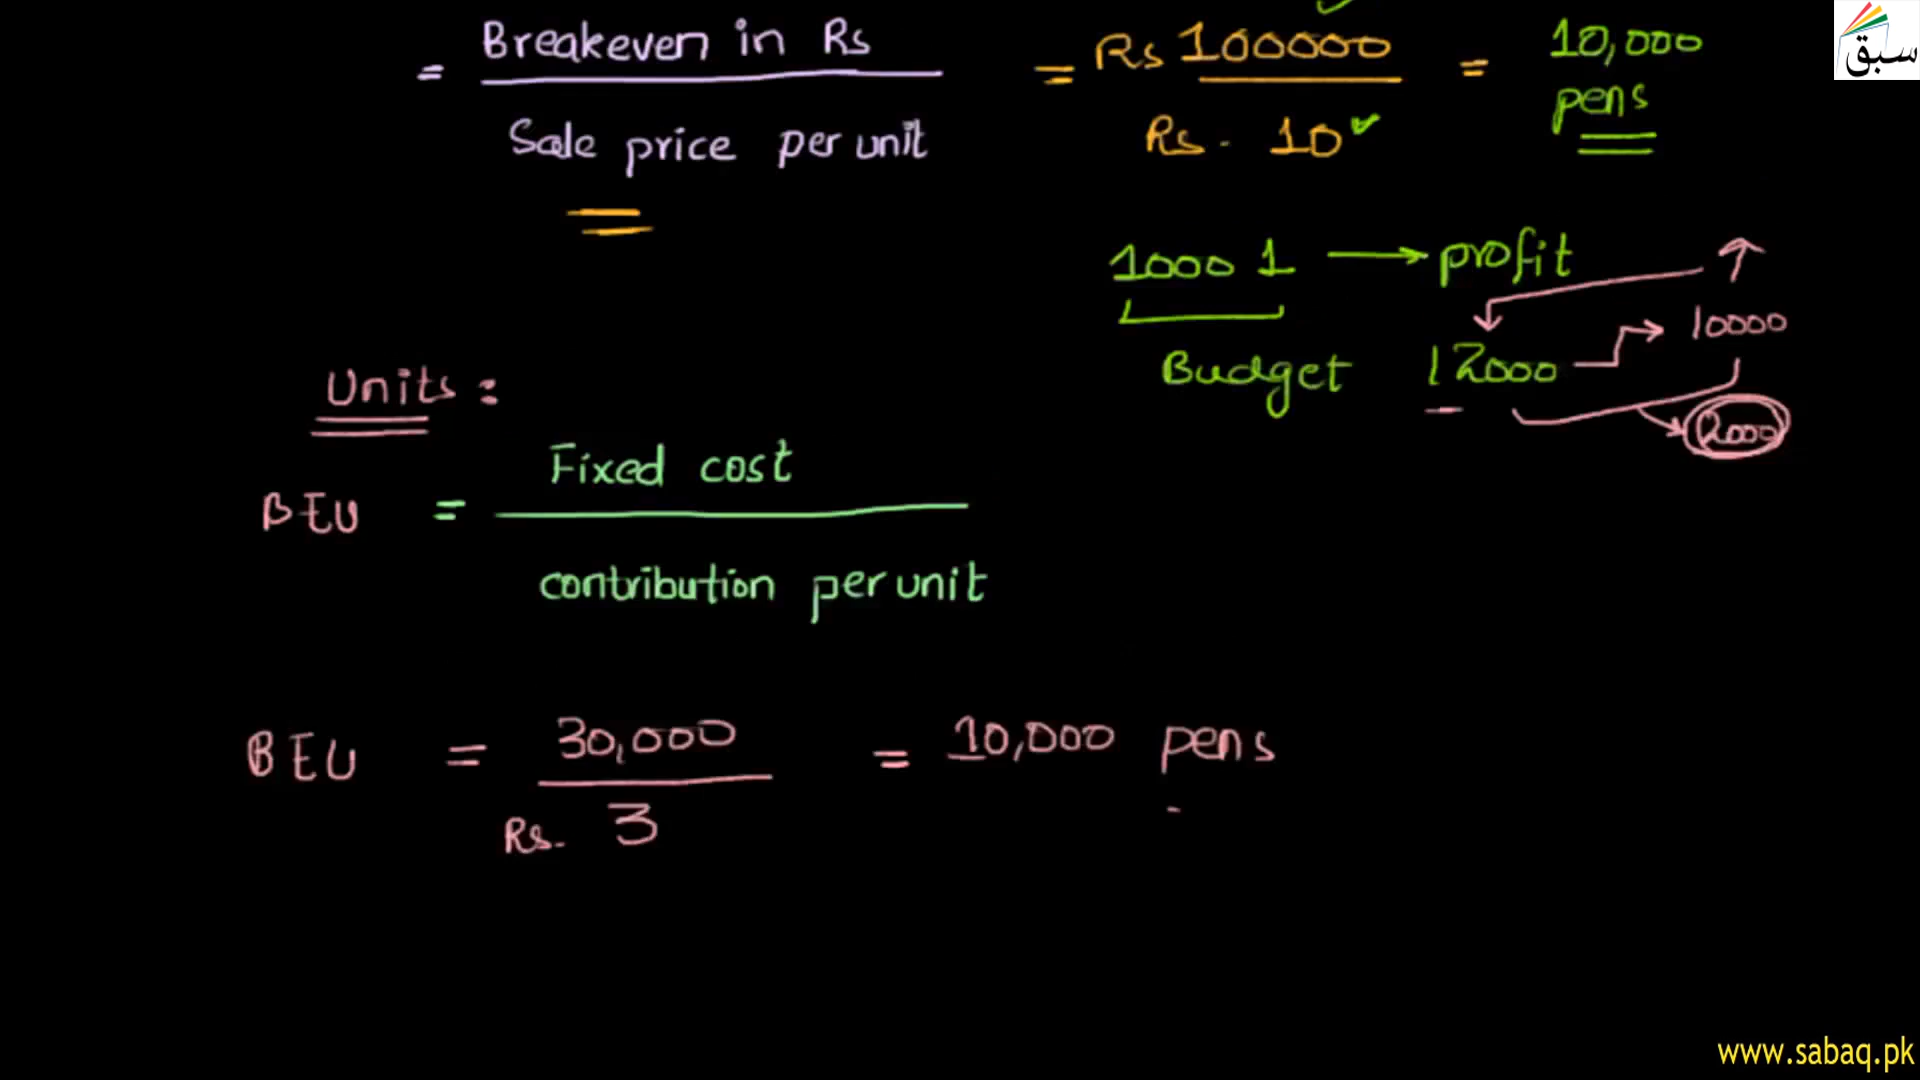 = Breakeven in Rs / Sale price per unit = Rs 100000 / Rs. 10 = 10,000 pens
سبق
10001 → profit
10000
Budget 12000
2000
Units:
BEU = Fixed cost / contribution per unit
BEU = 30,000 / Rs. 3 = 10,000 pens
www.sabaq.pk